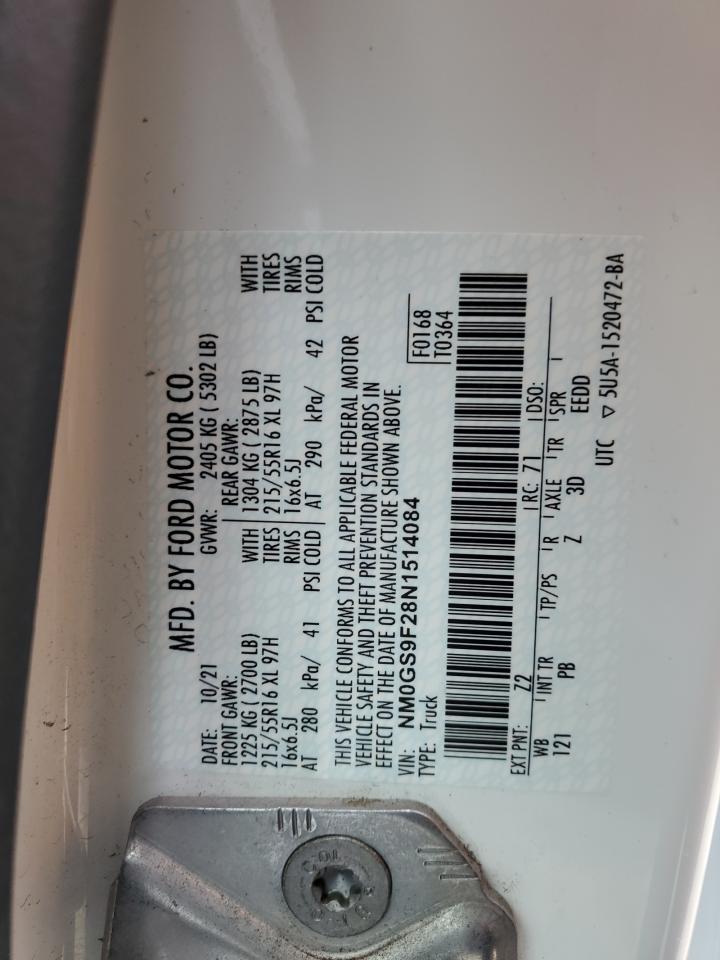 MFD. BY FORD MOTOR CO.
DATE: 10/21 GVWR: 2405 KG ( 5302 LB)
FRONT GAWR: REAR GAWR:
1225 KG ( 2700 LB) WITH 1304 KG ( 2875 LB) WITH
215/55R16 XL 97H TIRES 215/55R16 XL 97H TIRES
16x6.5J RIMS 16x6.5J RIMS
AT 280 kPa/ 41 PSI COLD AT 290 kPa/ 42 PSI COLD
THIS VEHICLE CONFORMS TO ALL APPLICABLE FEDERAL MOTOR
VEHICLE SAFETY AND THEFT PREVENTION STANDARDS IN
EFFECT ON THE DATE OF MANUFACTURE SHOWN ABOVE.
VIN: NM0GS9F28N1514084 F0168
TYPE: Truck T0364
EXT PNT: Z2 RC: 71 DSO:
WB INT TR TP/PS R AXLE TR SPR
121 PB Z 3D EEDD
UTC ▽ 5U5A-1520472-BA